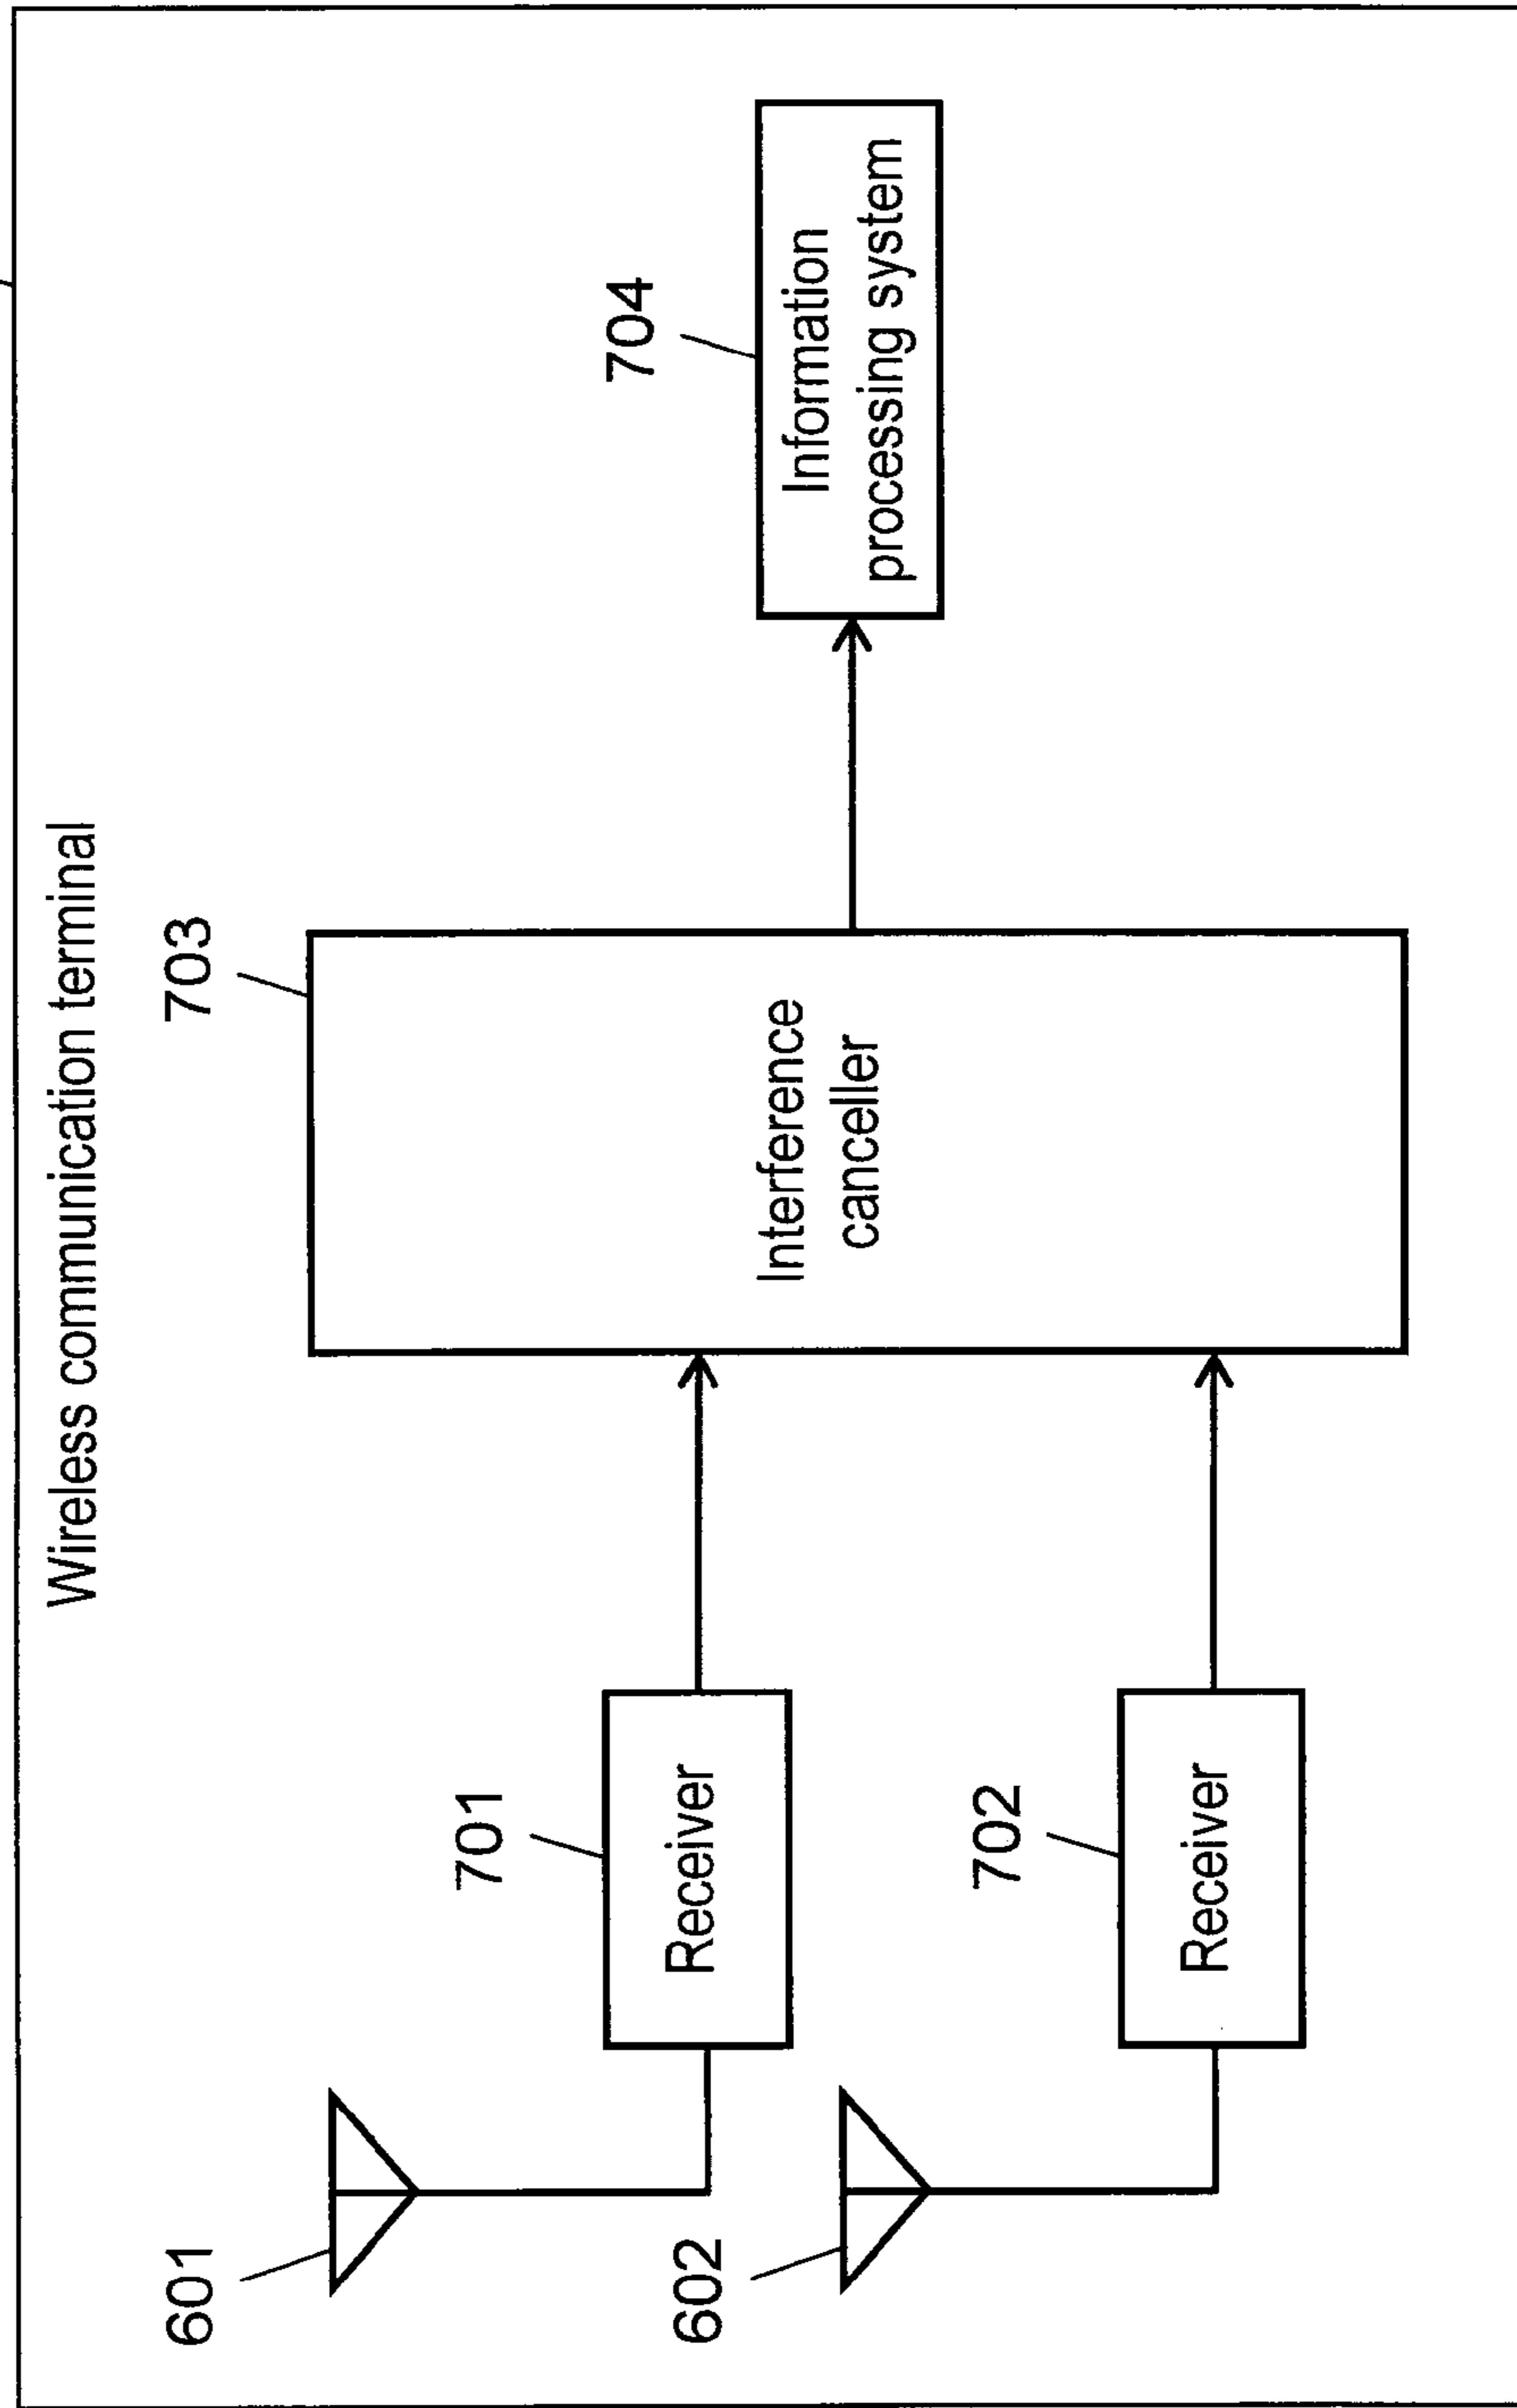 Wireless communication terminal
601
701
Receiver
602
702
Receiver
703
Interference
canceller
704
Information
processing system